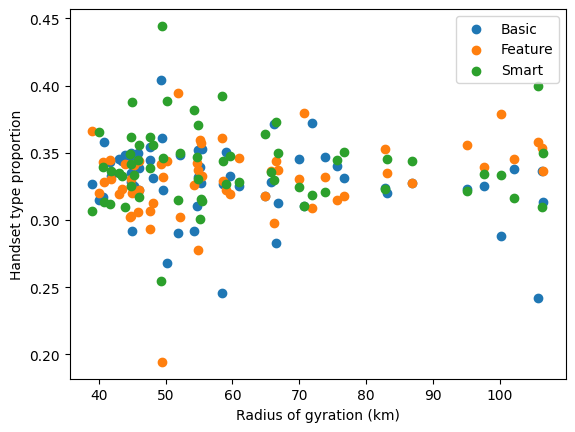 0.45
0.40
0.35
0.30
0.25
0.20
Handset type proportion
Basic
Feature
Smart
40 50 60 70 80 90 100
Radius of gyration (km)